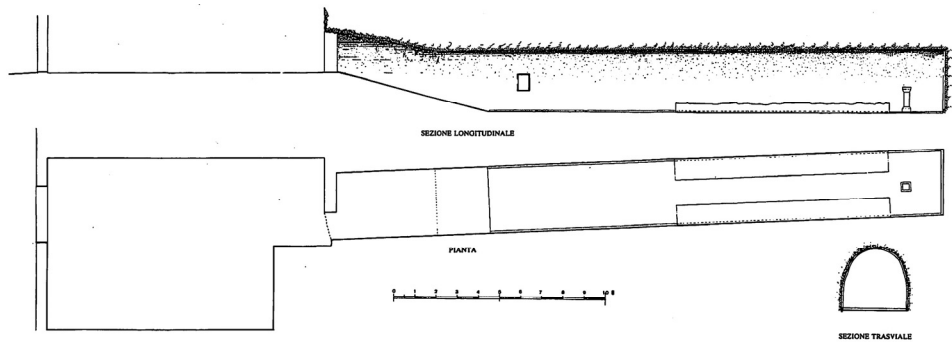 SEZIONE LONGITUDINALE
PIANTA
0 1 2 3 4 5 6 7 8 9 10
SEZIONE TRASVIALE